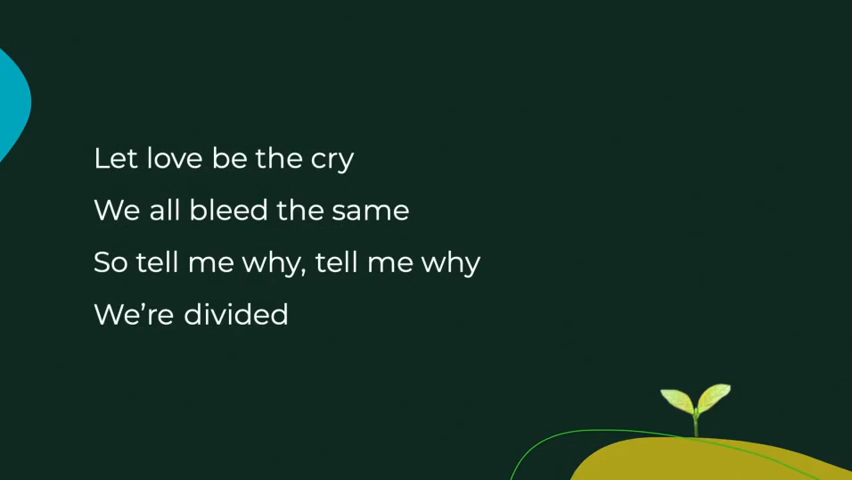 Let love be the cry
We all bleed the same
So tell me why, tell me why
We’re divided